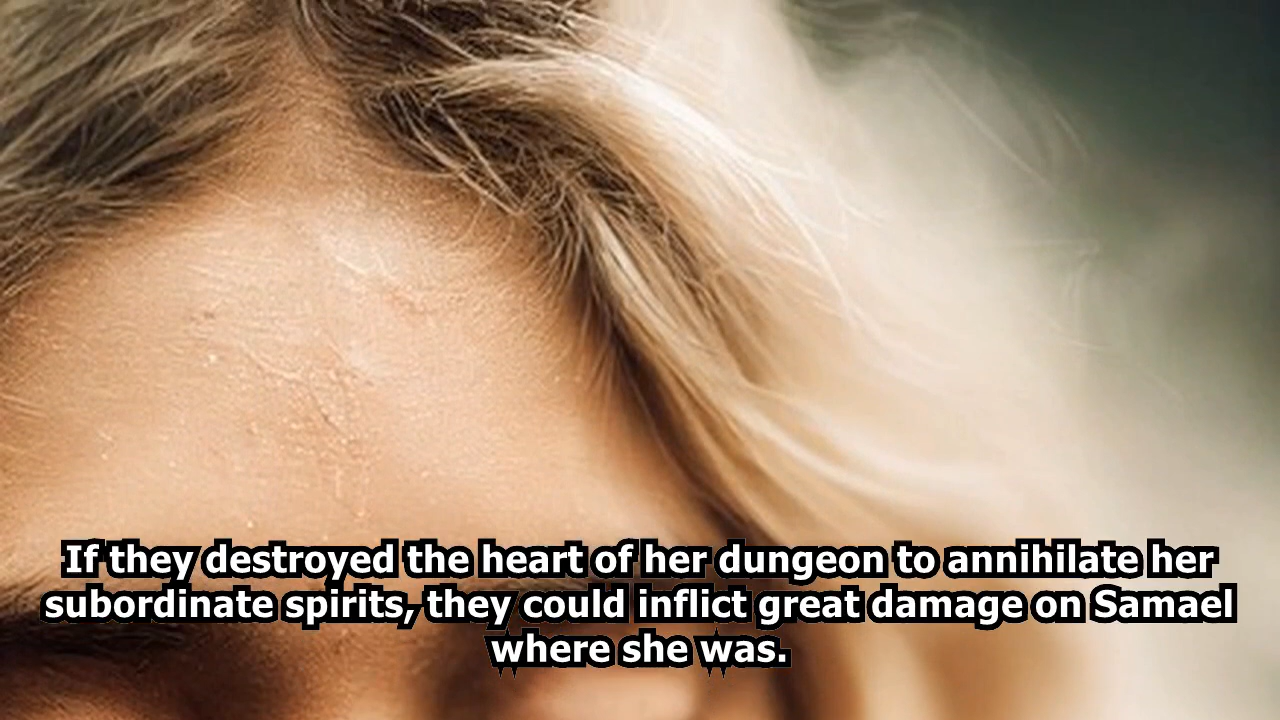 If they destroyed the heart of her dungeon to annihilate her
subordinate spirits, they could inflict great damage on Samael
where she was.